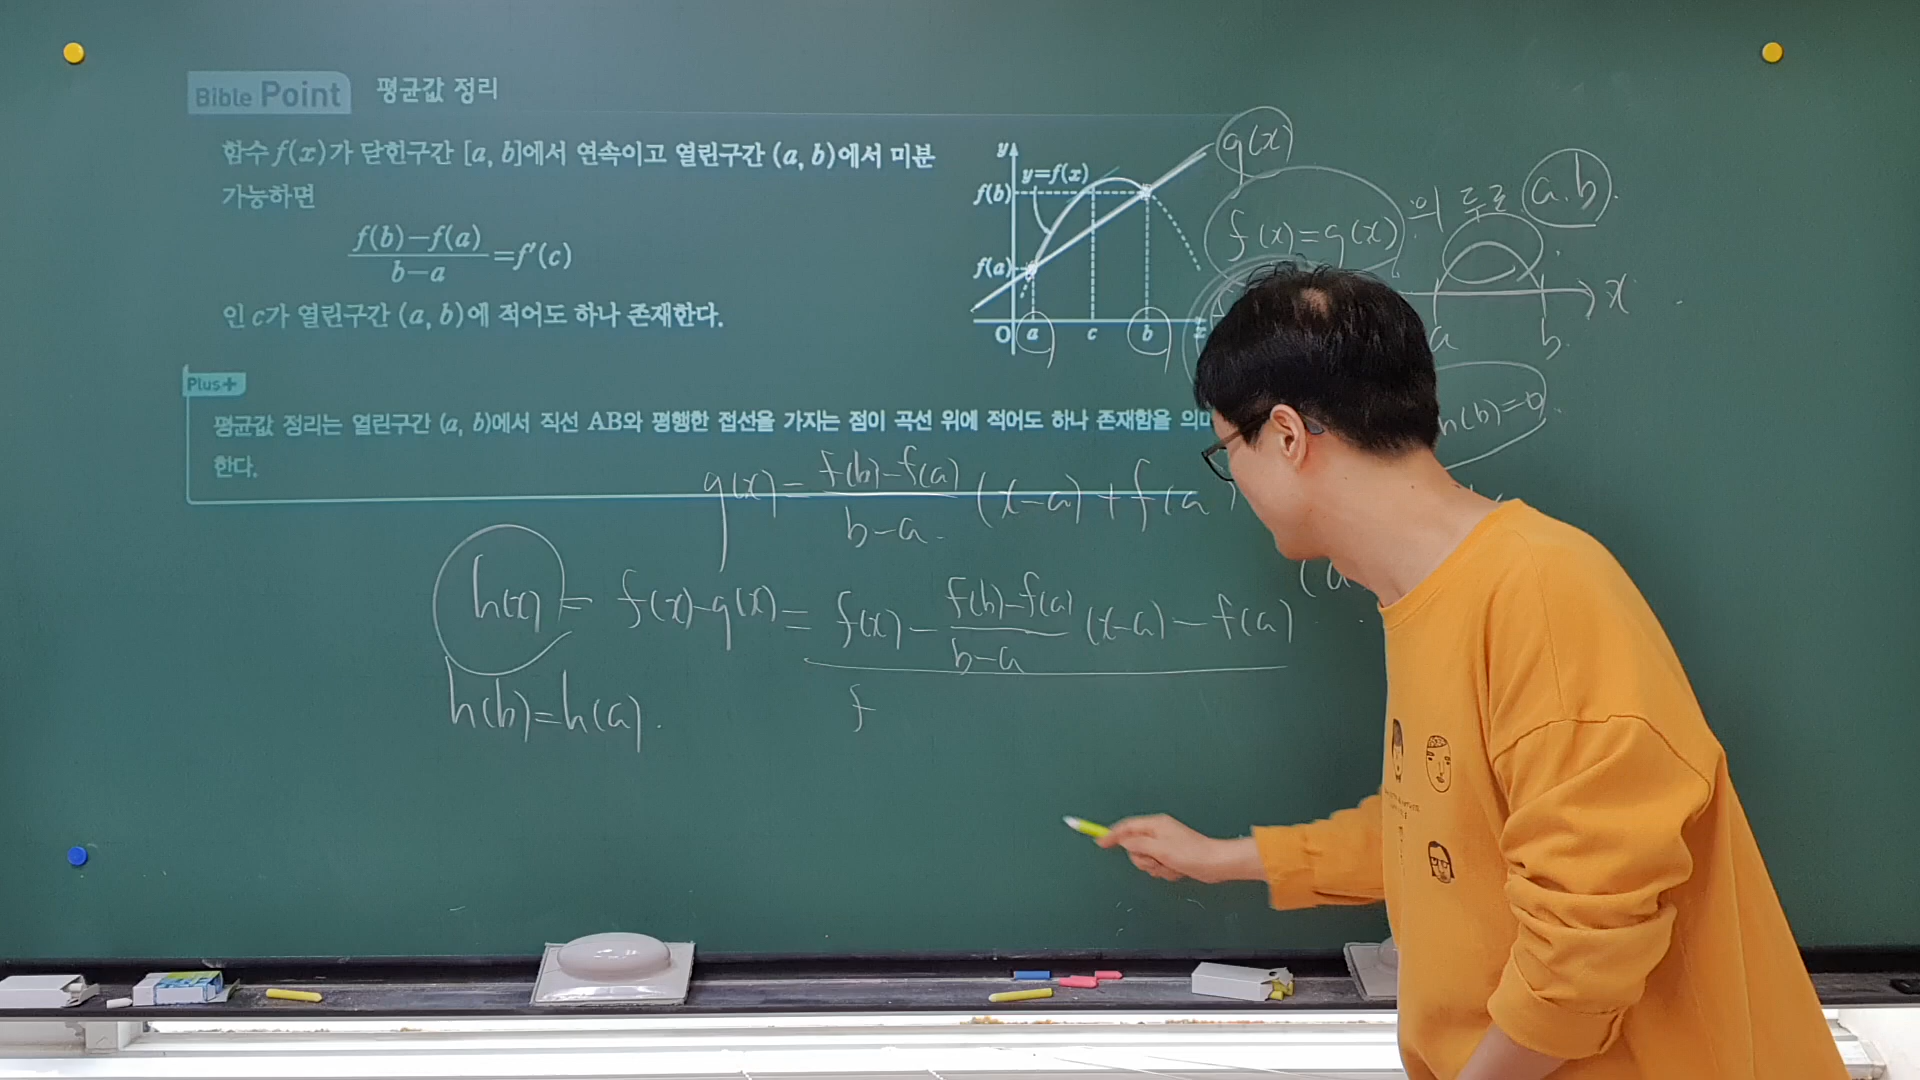 Bible Point 평균값 정리
함수 f(x)가 닫힌구간 [a, b]에서 연속이고 열린구간 (a, b)에서 미분
가능하면
f(b)-f(a)
b-a
=f'(c)
인 c가 열린구간 (a, b)에 적어도 하나 존재한다.
y
y=f(x)
f(b)
f(a)
O a c b x
g(x)
f(x)=g(x) 의 두근 a, b.
x
a b
h(b)=0
Plus+
평균값 정리는 열린구간 (a, b)에서 직선 AB와 평행한 접선을 가지는 점이 곡선 위에 적어도 하나 존재함을
한다.
g(x) = f(b)-f(a) / b-a (x-a) + f(a)
h(x) = f(x)-g(x) = f(x) - f(b)-f(a) / b-a (x-a) - f(a)
h(b)=h(a).
f